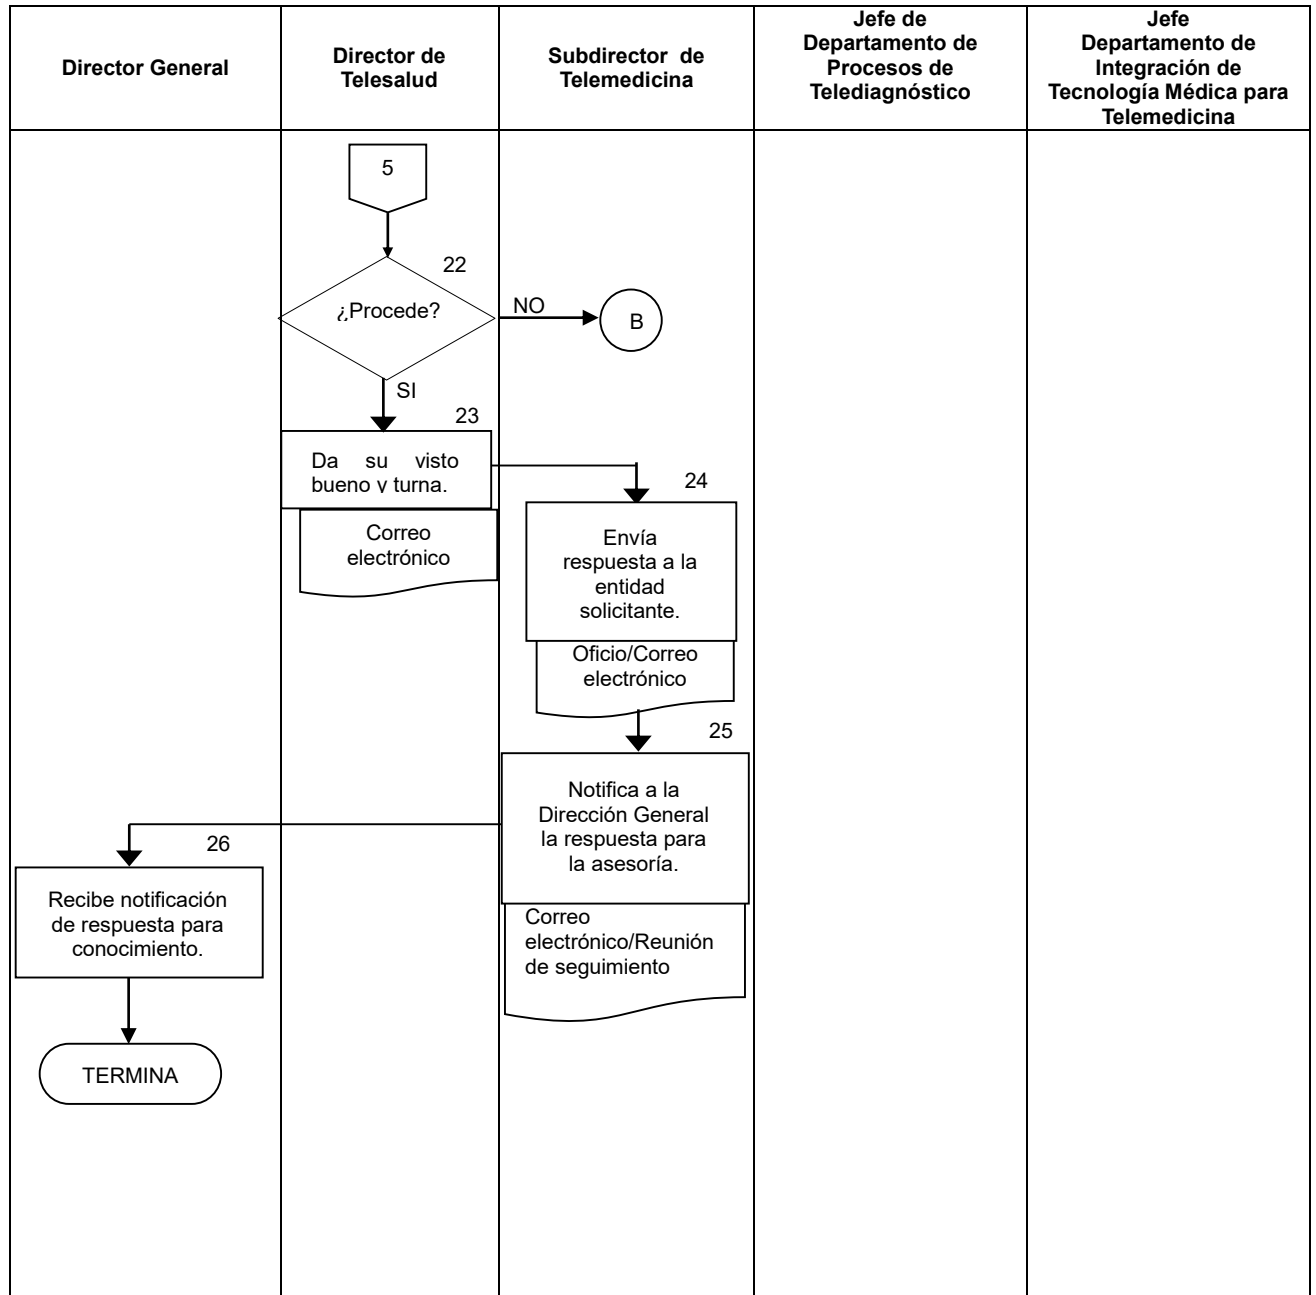 Director General
Director de
Telesalud
Subdirector de
Telemedicina
Jefe de
Departamento de
Procesos de
Telediagnóstico
Jefe
Departamento de
Integración de
Tecnología Médica para
Telemedicina
5
22
¿Procede?
NO
B
SI
23
Da su visto
bueno y turna.
Correo
electrónico
24
Envía
respuesta a la
entidad
solicitante.
Oficio/Correo
electrónico
25
Notifica a la
Dirección General
la respuesta para
la asesoría.
Correo
electrónico/Reunión
de seguimiento
26
Recibe notificación
de respuesta para
conocimiento.
TERMINA